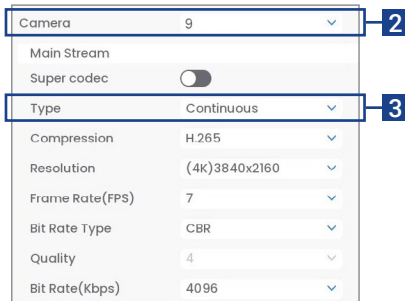 Camera 9 2
Main Stream
Super codec
Type Continuous 3
Compression H.265
Resolution (4K)3840x2160
Frame Rate(FPS) 7
Bit Rate Type CBR
Quality 4
Bit Rate(Kbps) 4096